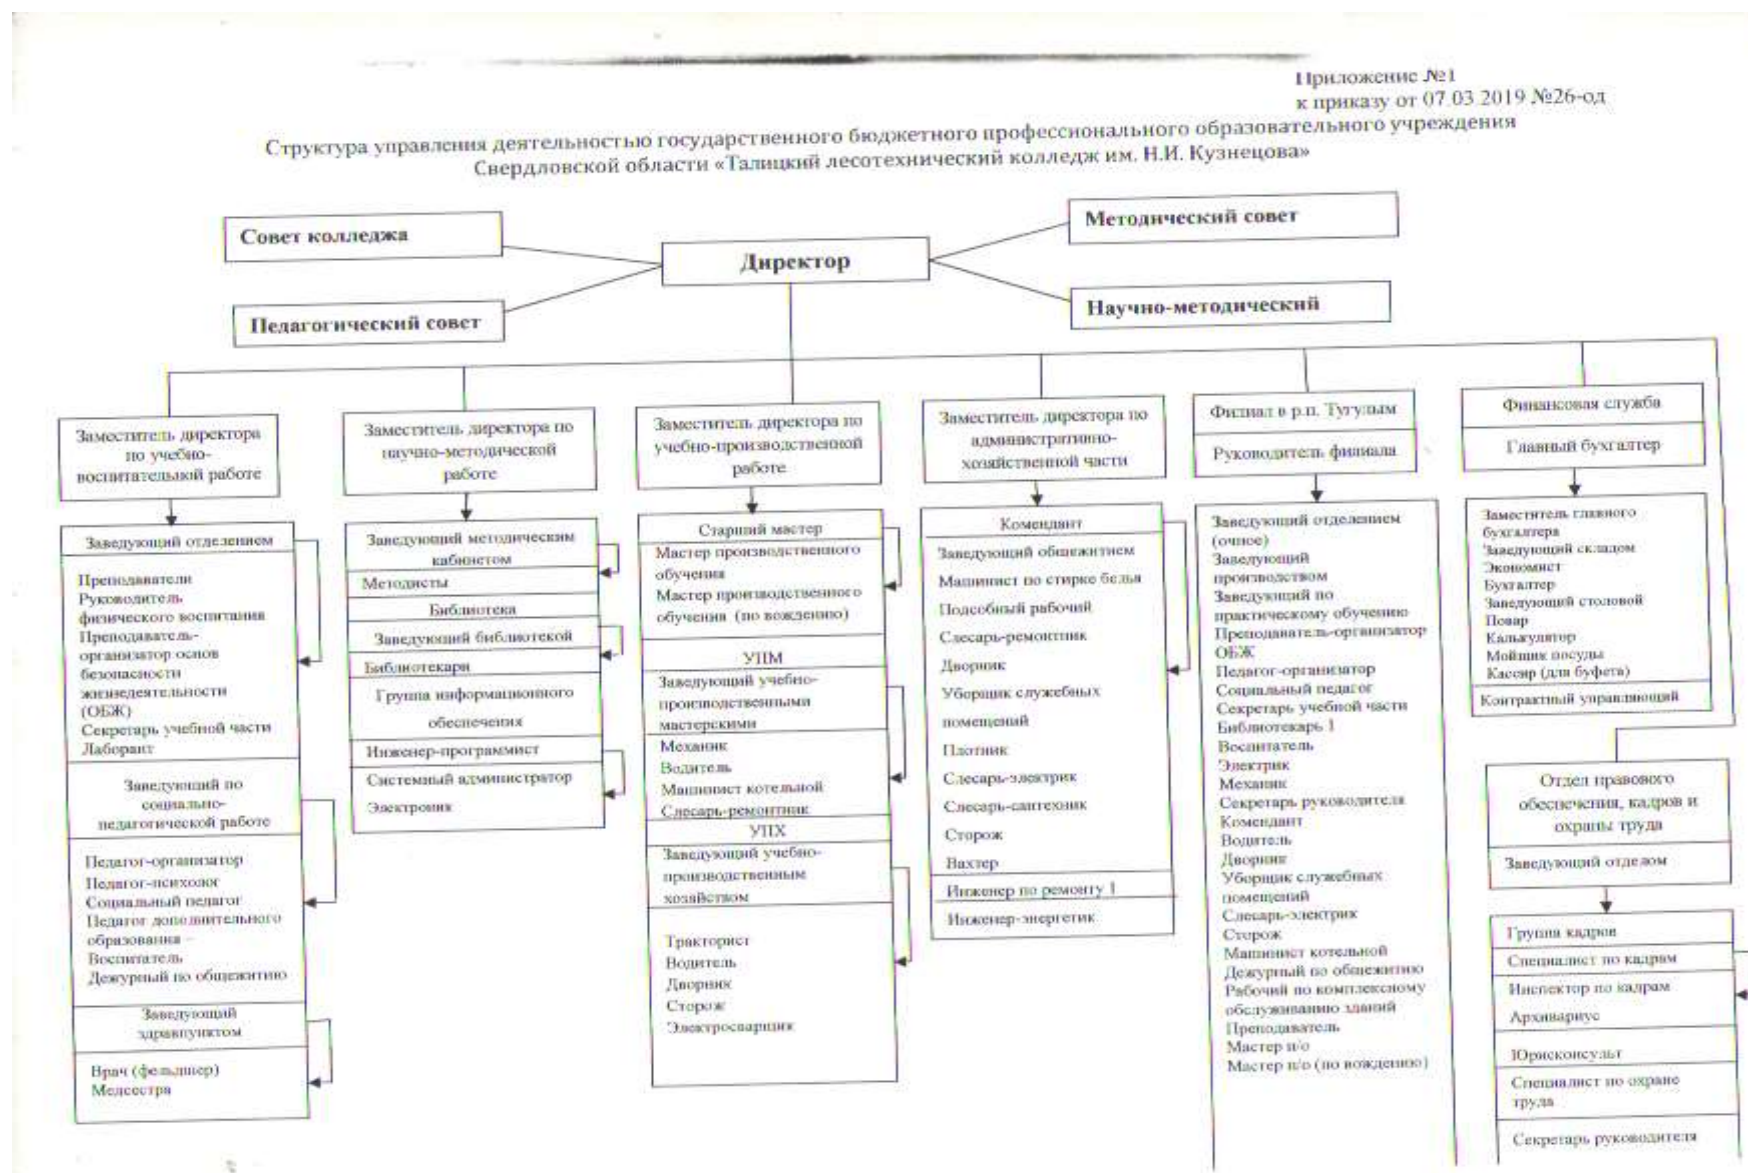 Приложение №1
к приказу от 07.03.2019 №26-од
Структура управления деятельностью государственного бюджетного профессионального образовательного учреждения
Свердловской области «Талицкий лесотехнический колледж им. Н.И. Кузнецова»
Совет колледжа
Методический совет
Директор
Педагогический совет
Научно-методический
Заместитель директора
по учебно-
воспитательной работе
Заведующий отделением
Преподаватели
Руководитель
физического воспитания
Преподаватель-
организатор основ
безопасности
жизнедеятельности
(ОБЖ)
Секретарь учебной части
Лаборант
Заведующий по
социально-
педагогической работе
Педагог-организатор
Педагог-психолог
Социальный педагог
Педагог дополнительного
образования –
Воспитатель
Дежурный по общежитию
Заведующий
здравпунктом
Врач (фельдшер)
Медсестра
Заместитель директора по
научно-методической
работе
Заведующий методическим
кабинетом
Методисты
Библиотека
Заведующий библиотекой
Библиотекари
Группа информационного
обеспечения
Инженер-программист
Системный администратор
Электроник
Заместитель директора по
учебно-производственной
работе
Старший мастер
Мастер производственного
обучения
Мастер производственного
обучения (по вождению)
УПМ
Заведующий учебно-
производственными
мастерскими
Механик
Водитель
Машинист котельной
Слесарь-ремонтник
УПХ
Заведующий учебно-
производственным
хозяйством
Тракторист
Водитель
Дворник
Сторож
Электросварщик
Заместитель директора по
административно-
хозяйственной части
Комендант
Заведующий общежитием
Машинист по стирке белья
Подсобный рабочий
Слесарь-ремонтник
Дворник
Уборщик служебных
помещений
Плотник
Слесарь-электрик
Слесарь-сантехник
Сторож
Вахтер
Инженер по ремонту 1
Инженер-энергетик
Филиал в р.п. Тугулым
Руководитель филиала
Заведующий отделением
(очное)
Заведующий
производством
Заведующий по
практическому обучению
Преподаватель-организатор
ОБЖ
Педагог-организатор
Социальный педагог
Секретарь учебной части
Библиотекарь 1
Воспитатель
Электрик
Механик
Секретарь руководителя
Комендант
Водитель
Дворник
Уборщик служебных
помещений
Слесарь-электрик
Сторож
Машинист котельной
Дежурный по общежитию
Рабочий по комплексному
обслуживанию зданий
Преподаватель
Мастер п/о
Мастер п/о (по вождению)
Финансовая служба
Главный бухгалтер
Заместитель главного
бухгалтера
Заведующий складом
Экономист
Бухгалтер
Заведующий столовой
Повар
Калькулятор
Мойщик посуды
Кассир (для буфета)
Контрактный управляющий
Отдел правового
обеспечения, кадров и
охраны труда
Заведующий отделом
Группа кадров
Специалист по кадрам
Инспектор по кадрам
Архивариус
Юрисконсульт
Специалист по охране
труда
Секретарь руководителя